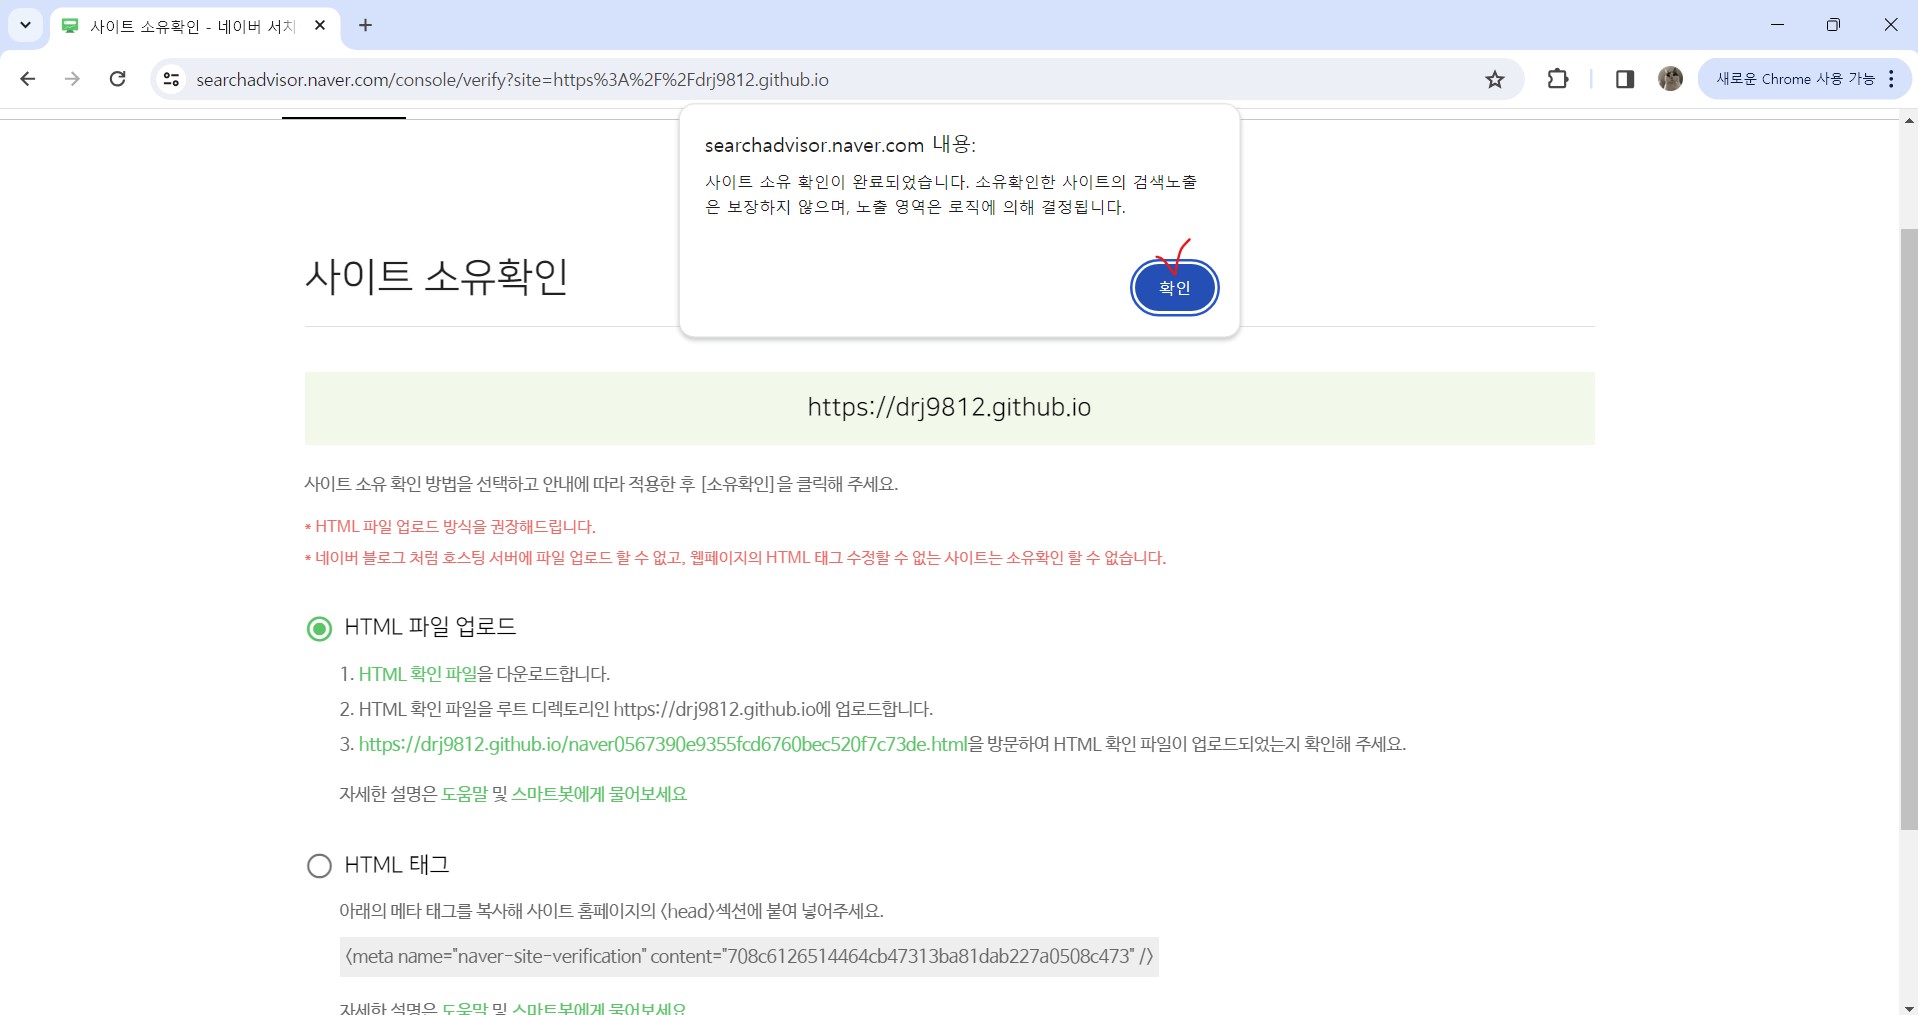 사이트 소유확인 - 네이버 서치
searchadvisor.naver.com/console/verify?site=https%3A%2F%2Fdrj9812.github.io
새로운 Chrome 사용 가능
searchadvisor.naver.com 내용:
사이트 소유 확인이 완료되었습니다. 소유확인한 사이트의 검색노출
은 보장하지 않으며, 노출 영역은 로직에 의해 결정됩니다.
확인
사이트 소유확인
https://drj9812.github.io
사이트 소유 확인 방법을 선택하고 안내에 따라 적용한 후 [소유확인]을 클릭해 주세요.
* HTML 파일 업로드 방식을 권장해드립니다.
* 네이버 블로그 처럼 호스팅 서버에 파일 업로드 할 수 없고, 웹페이지의 HTML 태그 수정할 수 없는 사이트는 소유확인 할 수 없습니다.
HTML 파일 업로드
1. HTML 확인 파일을 다운로드합니다.
2. HTML 확인 파일을 루트 디렉토리인 https://drj9812.github.io에 업로드합니다.
3. https://drj9812.github.io/naver0567390e9355fcd6760bec520f7c73de.html을 방문하여 HTML 확인 파일이 업로드되었는지 확인해 주세요.
자세한 설명은 도움말 및 스마트봇에게 물어보세요
HTML 태그
아래의 메타 태그를 복사해 사이트 홈페이지의 <head>섹션에 붙여 넣어주세요.
<meta name="naver-site-verification" content="708c6126514464cb47313ba81dab227a0508c473" />
자세한 설명은 도움말 및 스마트봇에게 물어보세요